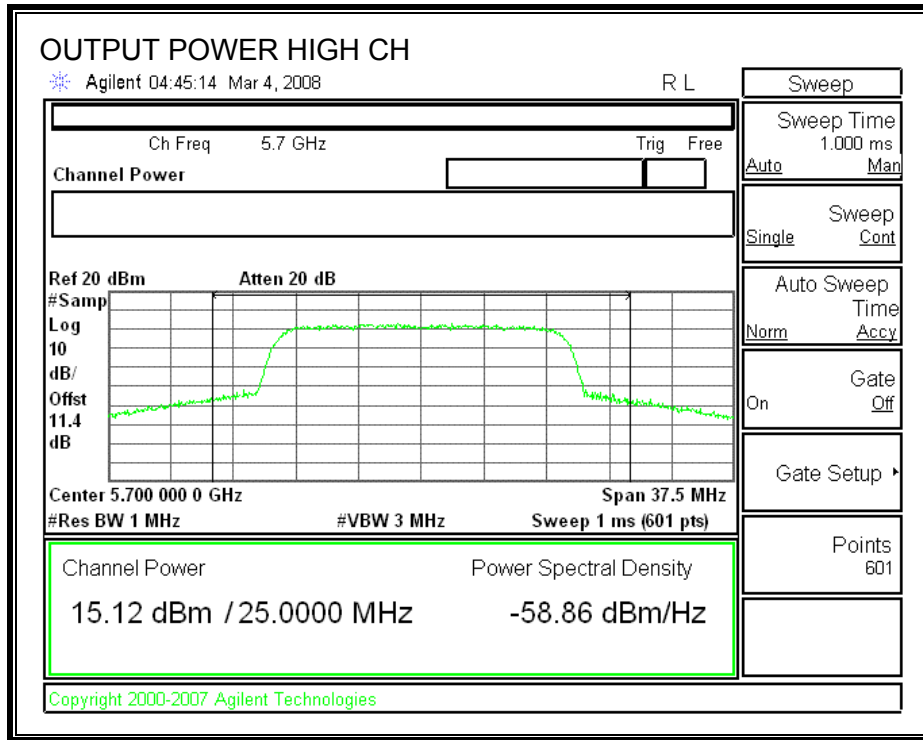 OUTPUT POWER HIGH CH
Agilent 04:45:14 Mar 4, 2008 R L
Ch Freq 5.7 GHz Trig Free
Channel Power
Ref 20 dBm Atten 20 dB
#Samp
Log
10
dB/
Offst
11.4
dB
Center 5.700 000 0 GHz Span 37.5 MHz
#Res BW 1 MHz #VBW 3 MHz Sweep 1 ms (601 pts)
Channel Power Power Spectral Density
15.12 dBm / 25.0000 MHz -58.86 dBm/Hz
Copyright 2000-2007 Agilent Technologies
Sweep
Sweep Time
1.000 ms
Auto Man
Sweep
Single Cont
Auto Sweep
Time
Norm Accy
Gate
On Off
Gate Setup
Points
601